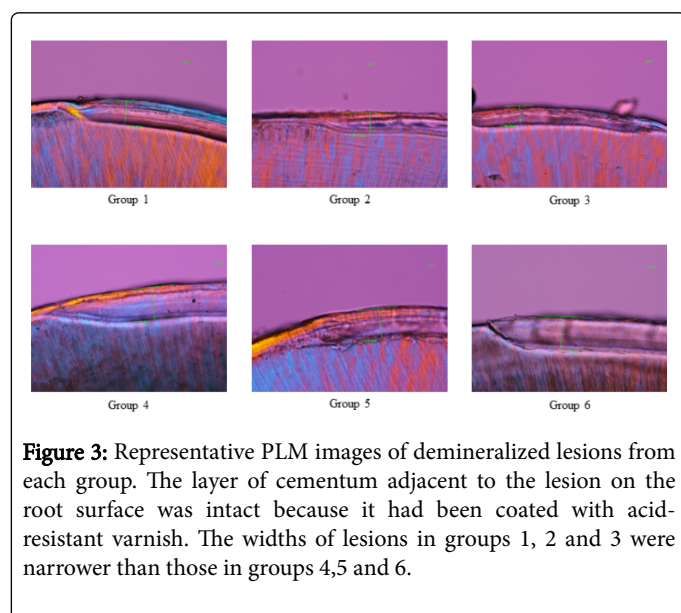 Group 1
Group 2
Group 3
Group 4
Group 5
Group 6
Figure 3: Representative PLM images of demineralized lesions from
each group. The layer of cementum adjacent to the lesion on the
root surface was intact because it had been coated with acid-
resistant varnish. The widths of lesions in groups 1, 2 and 3 were
narrower than those in groups 4,5 and 6.